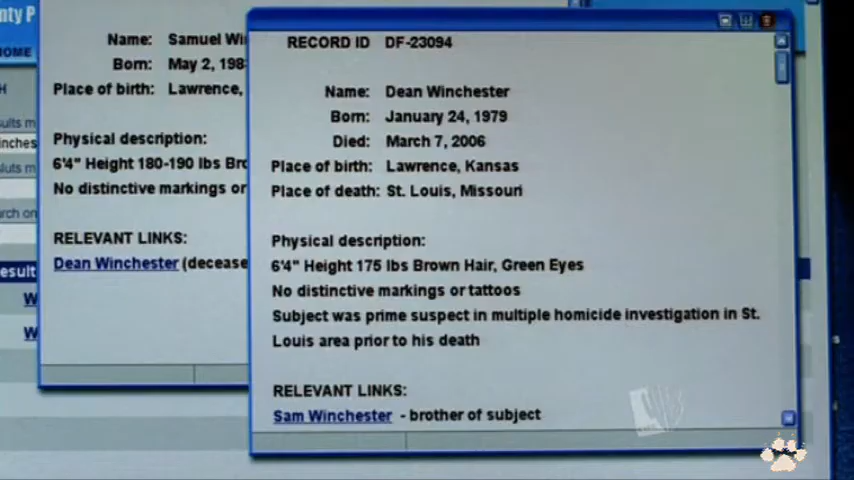 nty P
HOME
Name: Samuel Wi
Born: May 2, 198
Place of birth: Lawrence,
Physical description:
6'4" Height 180-190 lbs Bro
No distinctive markings or
RELEVANT LINKS:
Dean Winchester (decease
RECORD ID DF-23094
Name: Dean Winchester
Born: January 24, 1979
Died: March 7, 2006
Place of birth: Lawrence, Kansas
Place of death: St. Louis, Missouri
Physical description:
6'4" Height 175 lbs Brown Hair, Green Eyes
No distinctive markings or tattoos
Subject was prime suspect in multiple homicide investigation in St.
Louis area prior to his death
RELEVANT LINKS:
Sam Winchester - brother of subject